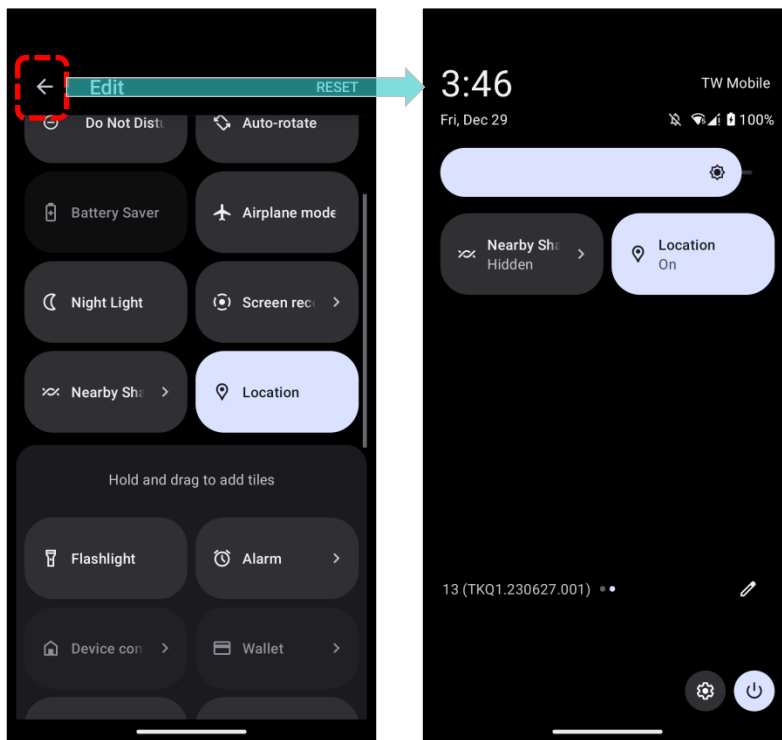 Edit
RESET
Do Not Distu
Auto-rotate
Battery Saver
Airplane mode
Night Light
Screen rec
Nearby Sha
Location
Hold and drag to add tiles
Flashlight
Alarm
Device con
Wallet
3:46
TW Mobile
Fri, Dec 29
100%
Nearby Sha
Hidden
Location
On
13 (TKQ1.230627.001)